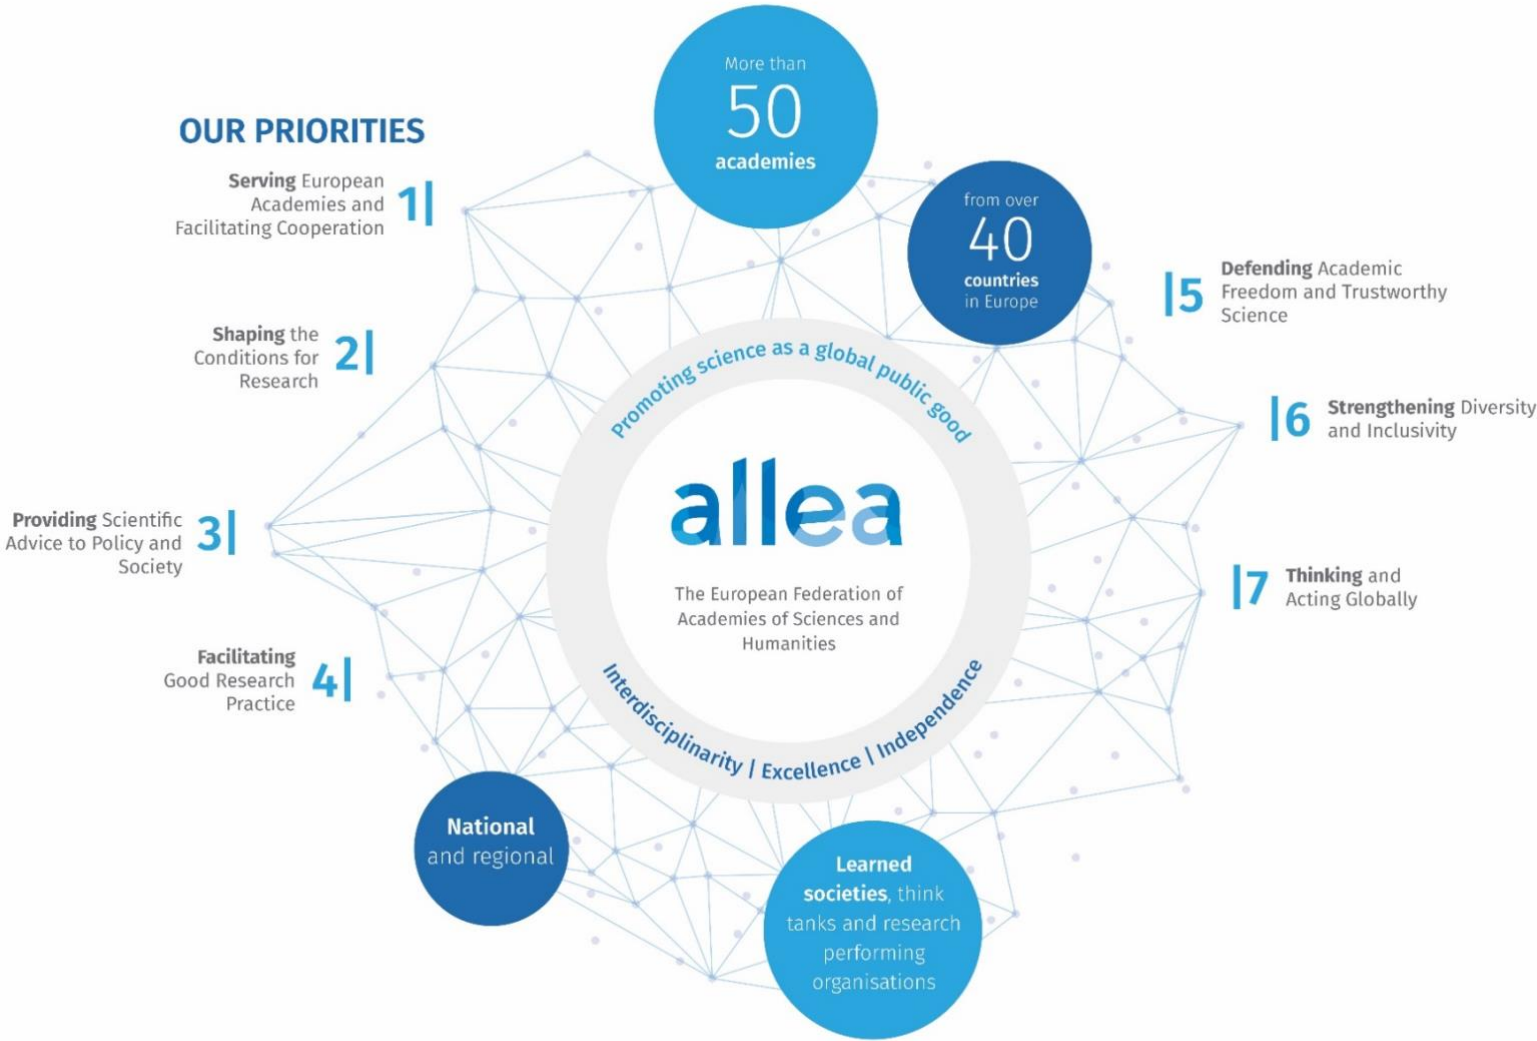 More than
50
academies
from over
40
countries
in Europe
OUR PRIORITIES
Serving European
Academies and
Facilitating Cooperation
1
Shaping the
Conditions for
Research
2
Providing Scientific
Advice to Policy and
Society
3
Facilitating
Good Research
Practice
4
5
Defending Academic
Freedom and Trustworthy
Science
6
Strengthening Diversity
and Inclusivity
7
Thinking and
Acting Globally
Promoting science as a global public good
allea
The European Federation of
Academies of Sciences and
Humanities
Interdisciplinarity | Excellence | Independence
National
and regional
Learned
societies, think
tanks and research
performing
organisations